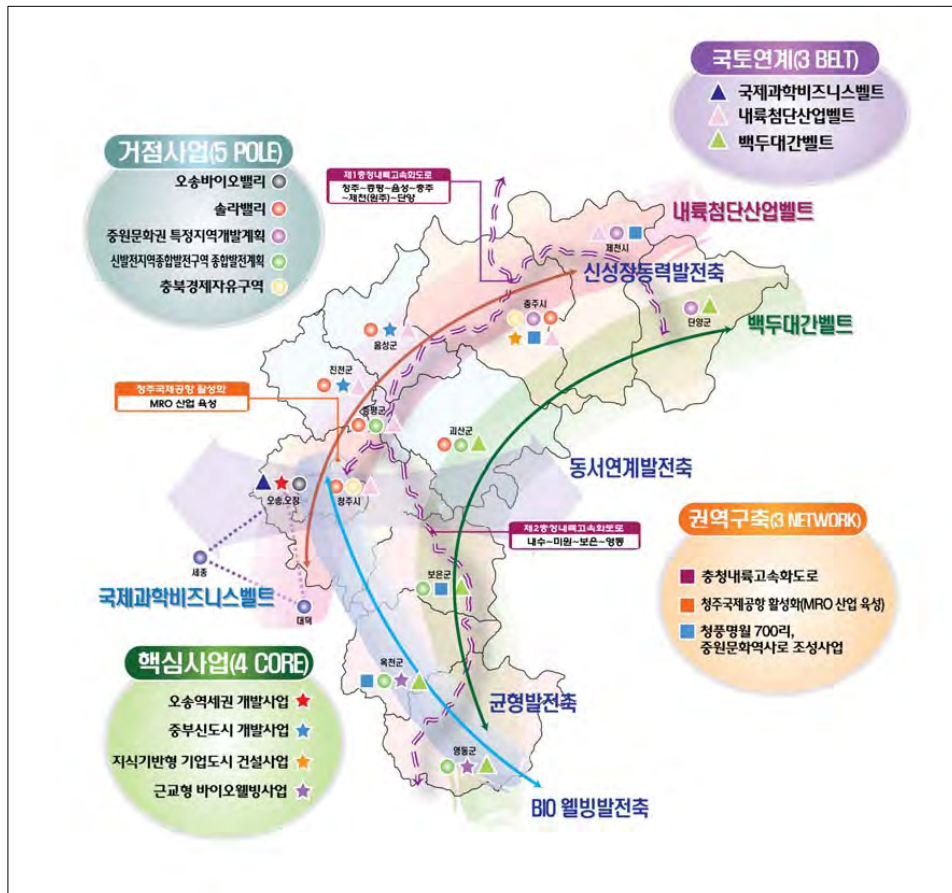 국토연계(3 BELT)
국제과학비즈니스벨트
내륙첨단산업벨트
백두대간벨트
거점사업(5 POLE)
오송바이오밸리
솔라밸리
중원문화권 특정지역개발계획
신발전지역종합발전구역 종합발전계획
충북경제자유구역
제1충청내륙고속화도로
청주~증평~음성~충주
~제천(원주)~단양
내륙첨단산업벨트
제천시
신성장동력발전축
충주시
단양군
백두대간벨트
음성군
진천군
청주국제공항 활성화
MRO 산업 육성
증평군
괴산군
동서연계발전축
오송,오창
청주시
제2충청내륙고속화도로
내수~미원~보은~영동
권역구축(3 NETWORK)
충청내륙고속화도로
청주국제공항 활성화(MRO 산업 육성)
청풍명월 700리,
중원문화역사로 조성사업
세종
보은군
국제과학비즈니스벨트
대덕
핵심사업(4 CORE)
오송역세권 개발사업
중부신도시 개발사업
지식기반형 기업도시 건설사업
근교형 바이오웰빙사업
옥천군
균형발전축
영동군
BIO 웰빙발전축